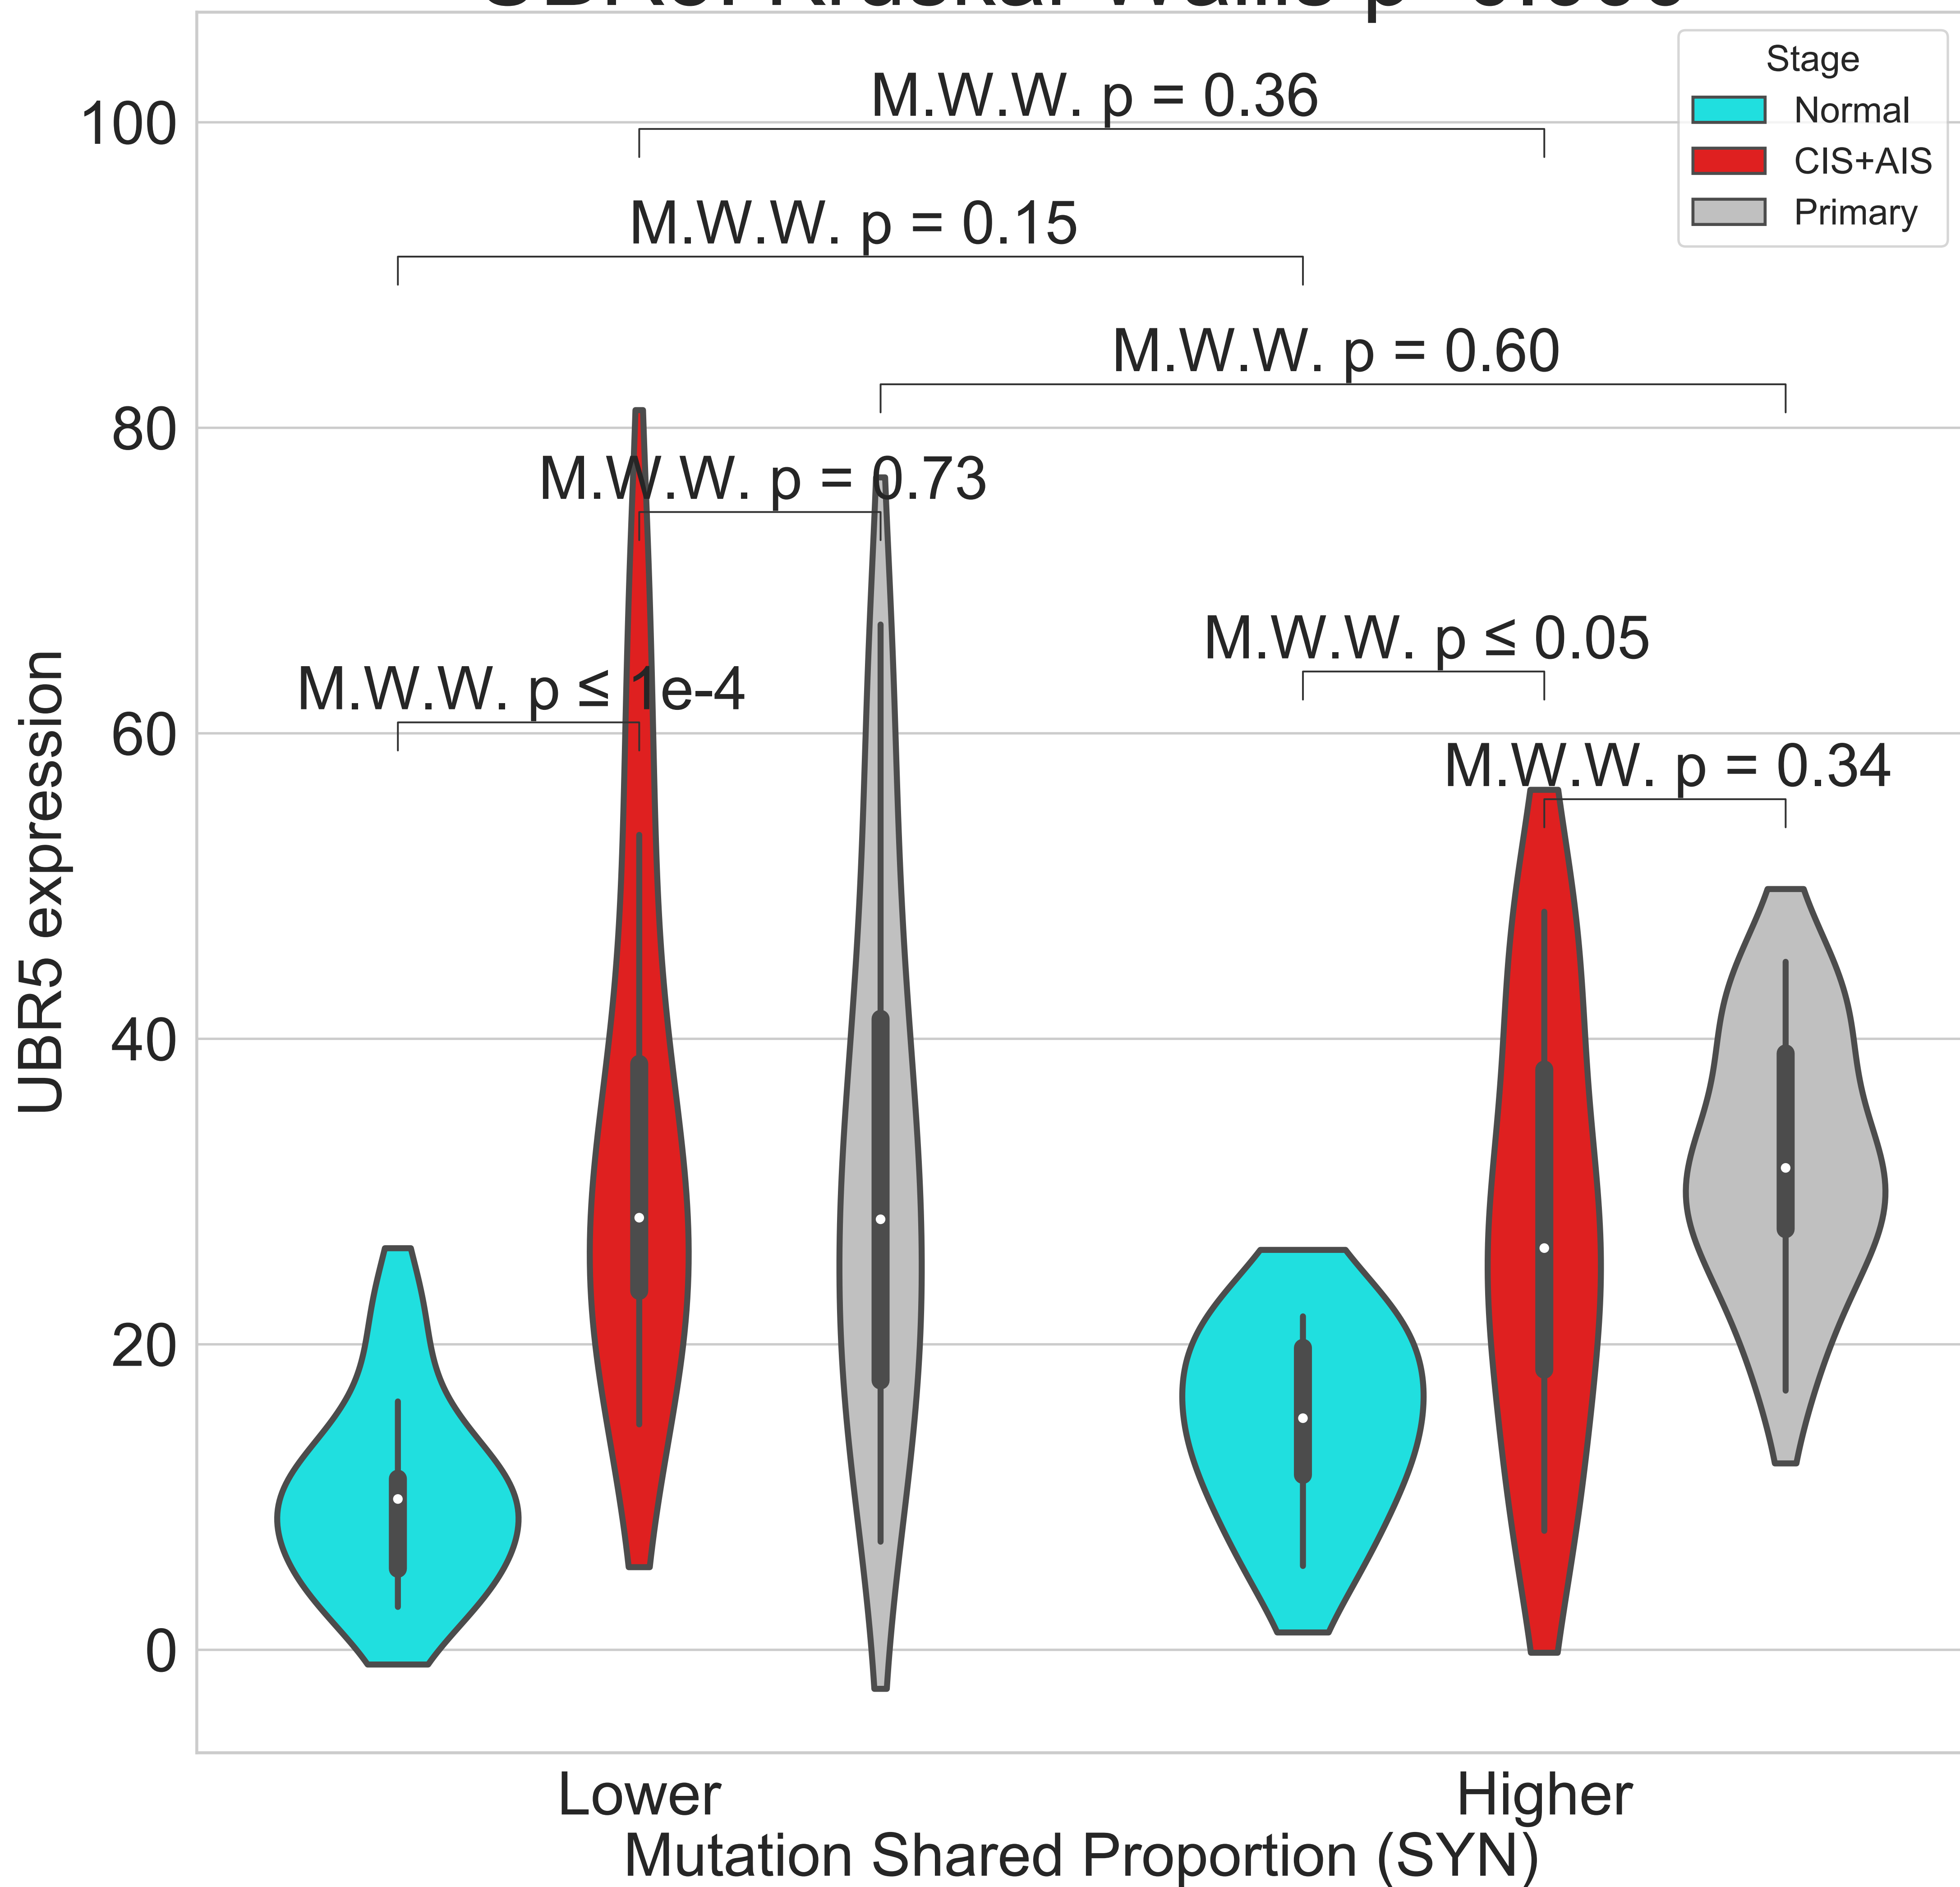 Stage
Normal
CIS+AIS
Primary
M.W.W. p = 0.36
M.W.W. p = 0.15
M.W.W. p = 0.60
M.W.W. p = 0.73
M.W.W. p ≤ 0.05
M.W.W. p ≤ 1e-4
M.W.W. p = 0.34
100
80
60
40
20
0
UBR5 expression
Lower
Higher
Mutation Shared Proportion (SYN)